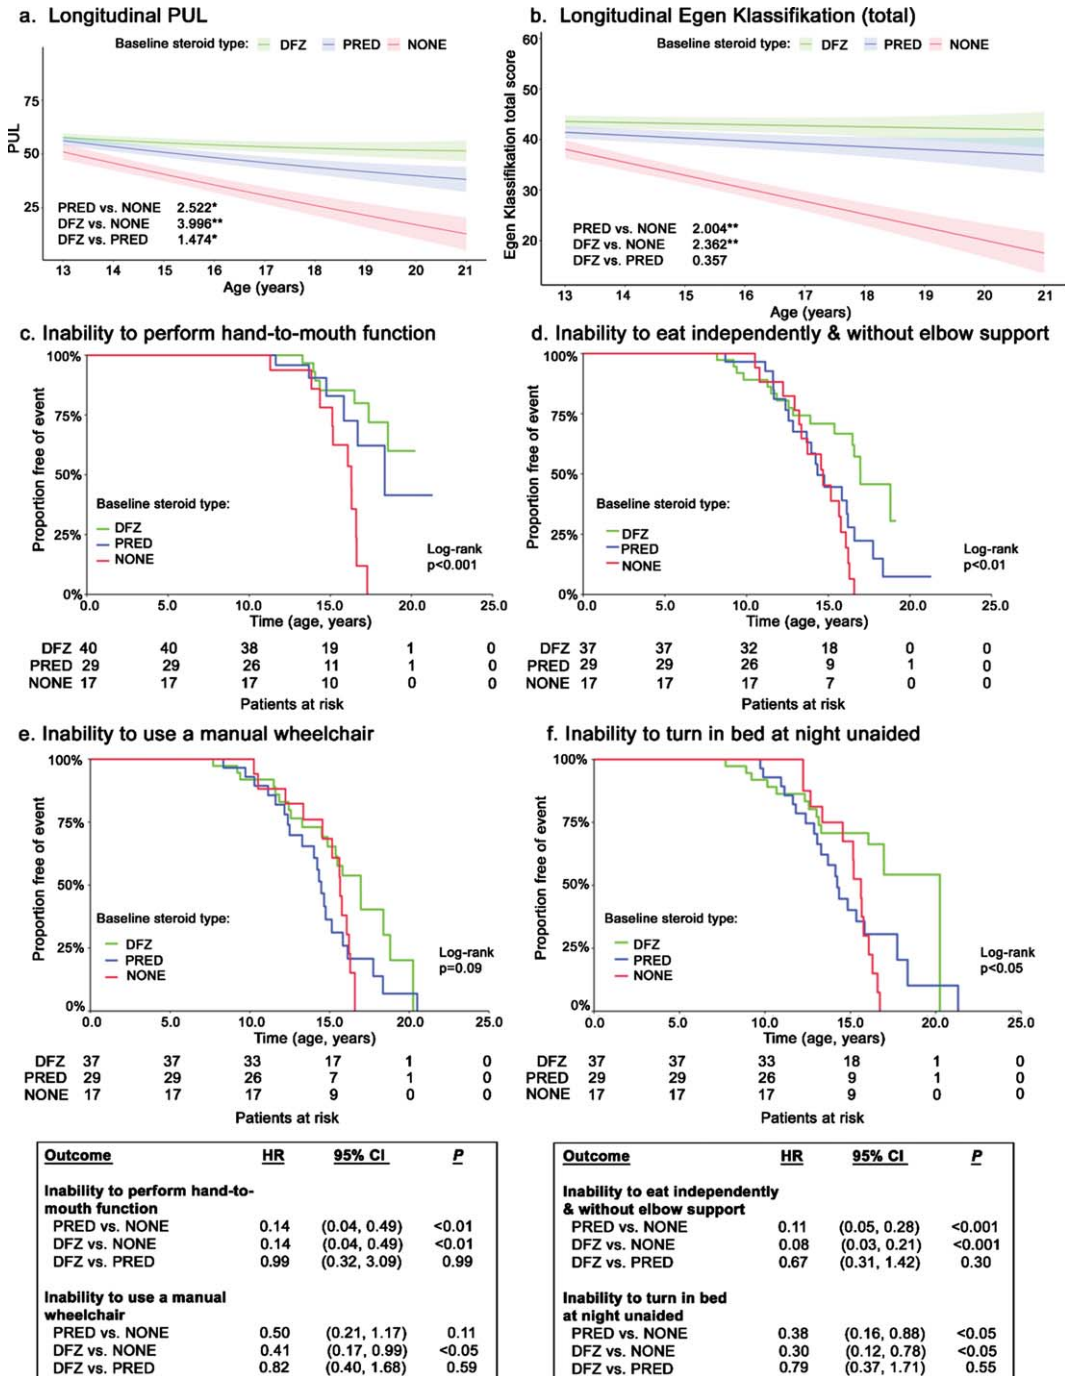 a. Longitudinal PUL
Baseline steroid type: DFZ PRED NONE
PUL
75
50
25
PRED vs. NONE 2.522*
DFZ vs. NONE 3.996**
DFZ vs. PRED 1.474*
13 14 15 16 17 18 19 20 21
Age (years)
b. Longitudinal Egen Klassifikation (total)
Baseline steroid type: DFZ PRED NONE
Egen Klassifikation total score
60
50
40
30
20
PRED vs. NONE 2.004**
DFZ vs. NONE 2.362**
DFZ vs. PRED 0.357
13 14 15 16 17 18 19 20 21
Age (years)
c. Inability to perform hand-to-mouth function
Proportion free of event
100%
75%
50%
25%
0%
Baseline steroid type:
DFZ
PRED
NONE
Log-rank
p<0.001
0.0 5.0 10.0 15.0 20.0 25.0
Time (age, years)
DFZ 40 40 38 19 1 0
PRED 29 29 26 11 1 0
NONE 17 17 17 10 0 0
Patients at risk
d. Inability to eat independently & without elbow support
Proportion free of event
100%
75%
50%
25%
0%
Baseline steroid type:
DFZ
PRED
NONE
Log-rank
p<0.01
0.0 5.0 10.0 15.0 20.0 25.0
Time (age, years)
DFZ 37 37 32 18 0 0
PRED 29 29 26 9 1 0
NONE 17 17 17 7 0 0
Patients at risk
e. Inability to use a manual wheelchair
Proportion free of event
100%
75%
50%
25%
0%
Baseline steroid type:
DFZ
PRED
NONE
Log-rank
p=0.09
0.0 5.0 10.0 15.0 20.0 25.0
Time (age, years)
DFZ 37 37 33 17 1 0
PRED 29 29 26 7 1 0
NONE 17 17 17 9 0 0
Patients at risk
f. Inability to turn in bed at night unaided
Proportion free of event
100%
75%
50%
25%
0%
Baseline steroid type:
DFZ
PRED
NONE
Log-rank
p<0.05
0.0 5.0 10.0 15.0 20.0 25.0
Time (age, years)
DFZ 37 37 33 18 1 0
PRED 29 29 26 9 1 0
NONE 17 17 17 9 0 0
Patients at risk
Outcome HR 95% CI P
Inability to perform hand-to-
mouth function
PRED vs. NONE 0.14 (0.04, 0.49) <0.01
DFZ vs. NONE 0.14 (0.04, 0.49) <0.01
DFZ vs. PRED 0.99 (0.32, 3.09) 0.99
Inability to use a manual
wheelchair
PRED vs. NONE 0.50 (0.21, 1.17) 0.11
DFZ vs. NONE 0.41 (0.17, 0.99) <0.05
DFZ vs. PRED 0.82 (0.40, 1.68) 0.59
Outcome HR 95% CI P
Inability to eat independently
& without elbow support
PRED vs. NONE 0.11 (0.05, 0.28) <0.001
DFZ vs. NONE 0.08 (0.03, 0.21) <0.001
DFZ vs. PRED 0.67 (0.31, 1.42) 0.30
Inability to turn in bed
at night unaided
PRED vs. NONE 0.38 (0.16, 0.88) <0.05
DFZ vs. NONE 0.30 (0.12, 0.78) <0.05
DFZ vs. PRED 0.79 (0.37, 1.71) 0.55